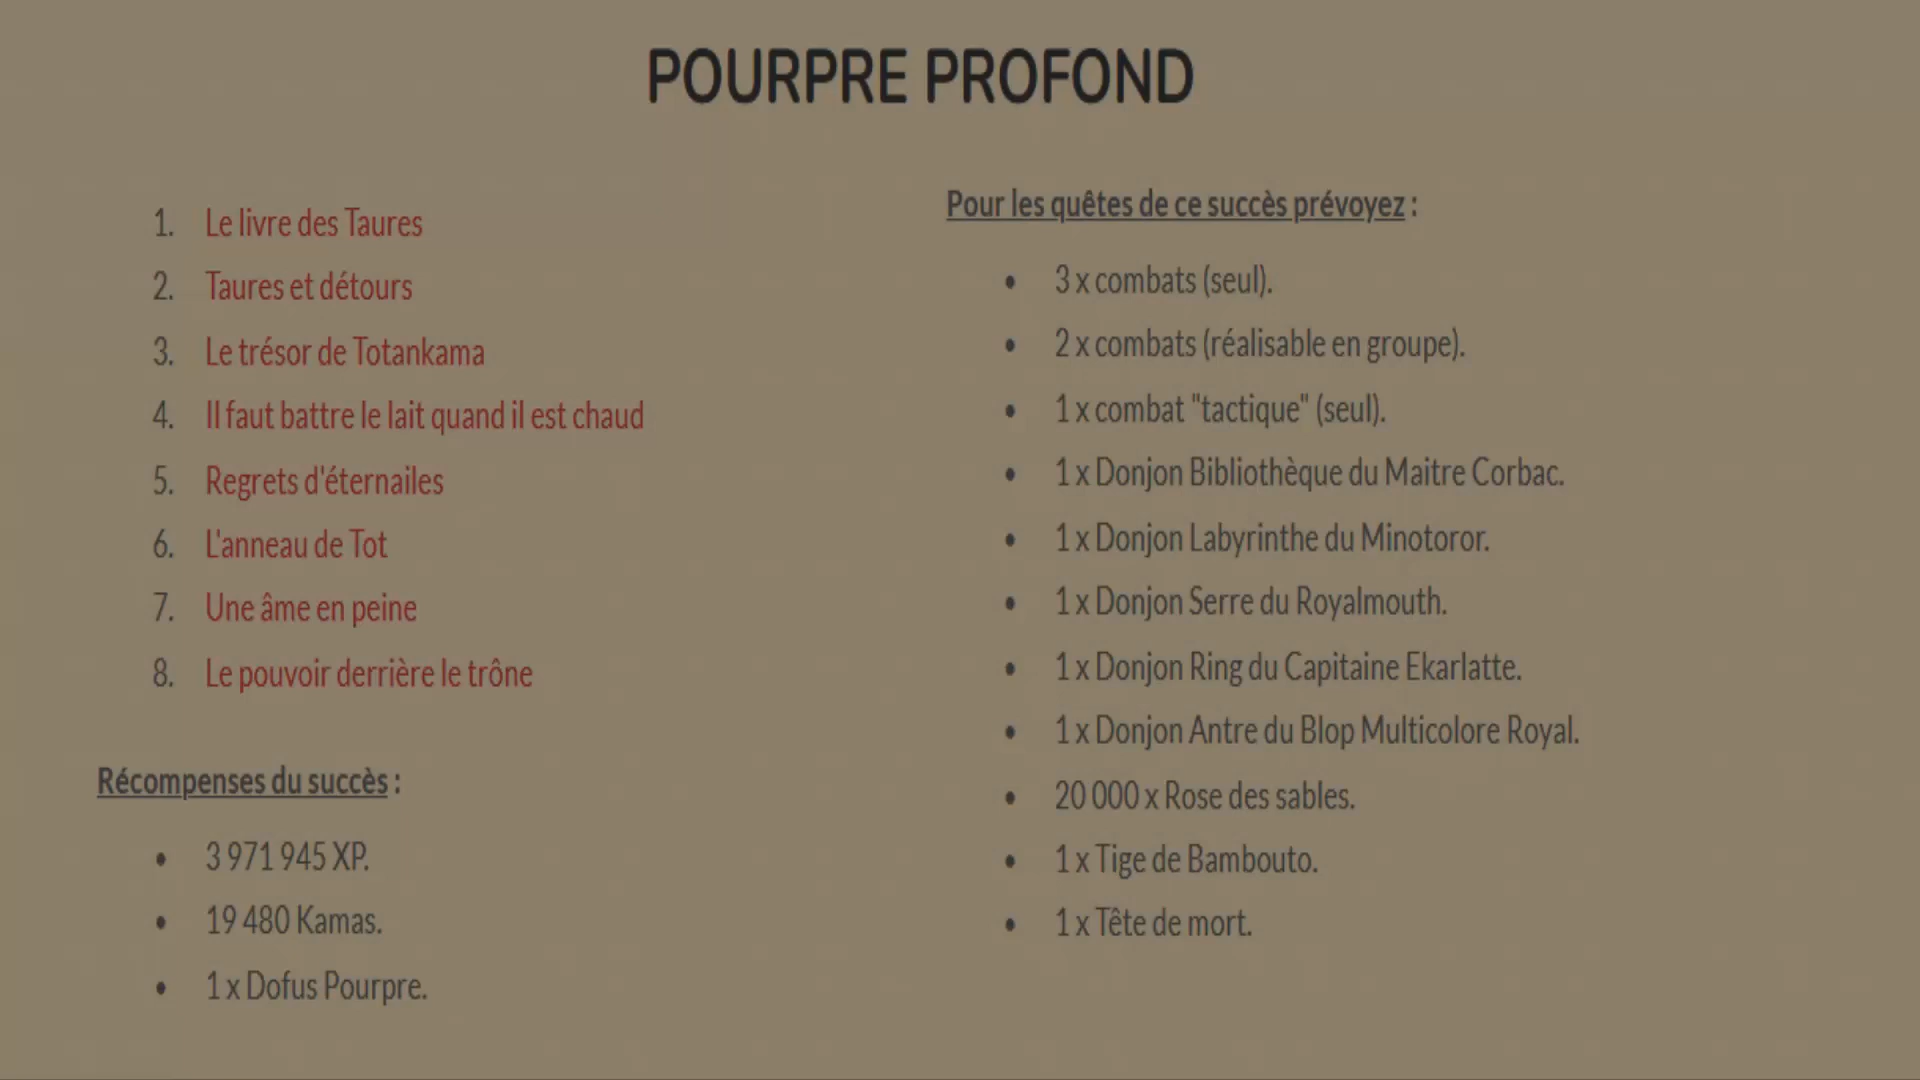 POURPRE PROFOND
1. Le livre des Taures
2. Taures et détours
3. Le trésor de Totankama
4. Il faut battre le lait quand il est chaud
5. Regrets d'éternailes
6. L'anneau de Tot
7. Une âme en peine
8. Le pouvoir derrière le trône
Récompenses du succès :
• 3 971 945 XP.
• 19 480 Kamas.
• 1 x Dofus Pourpre.
Pour les quêtes de ce succès prévoyez :
• 3 x combats (seul).
• 2 x combats (réalisable en groupe).
• 1 x combat "tactique" (seul).
• 1 x Donjon Bibliothèque du Maitre Corbac.
• 1 x Donjon Labyrinthe du Minotoror.
• 1 x Donjon Serre du Royalmouth.
• 1 x Donjon Ring du Capitaine Ekarlatte.
• 1 x Donjon Antre du Blop Multicolore Royal.
• 20 000 x Rose des sables.
• 1 x Tige de Bambouto.
• 1 x Tête de mort.